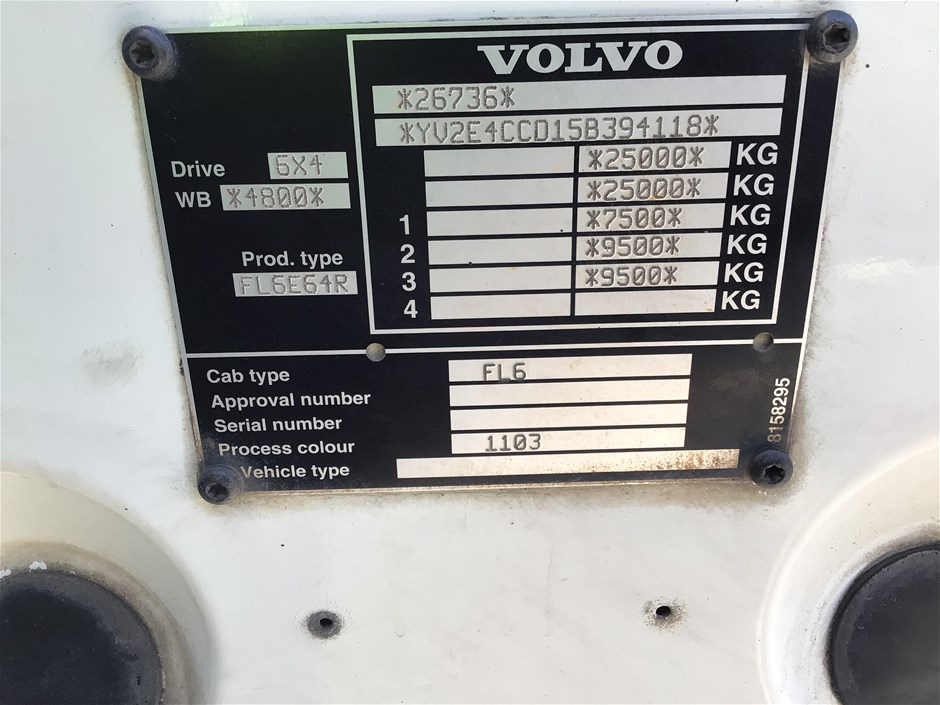 VOLVO
*26736*
*YV2E4CCD15B394118*
*25000* KG
*25000* KG
1 *7500* KG
2 *9500* KG
3 *9500* KG
4 KG
Drive 6X4
WB *4800*
Prod. type
FL6E64R
Cab type FL6
Approval number
Serial number
Process colour 1103
Vehicle type
8158295